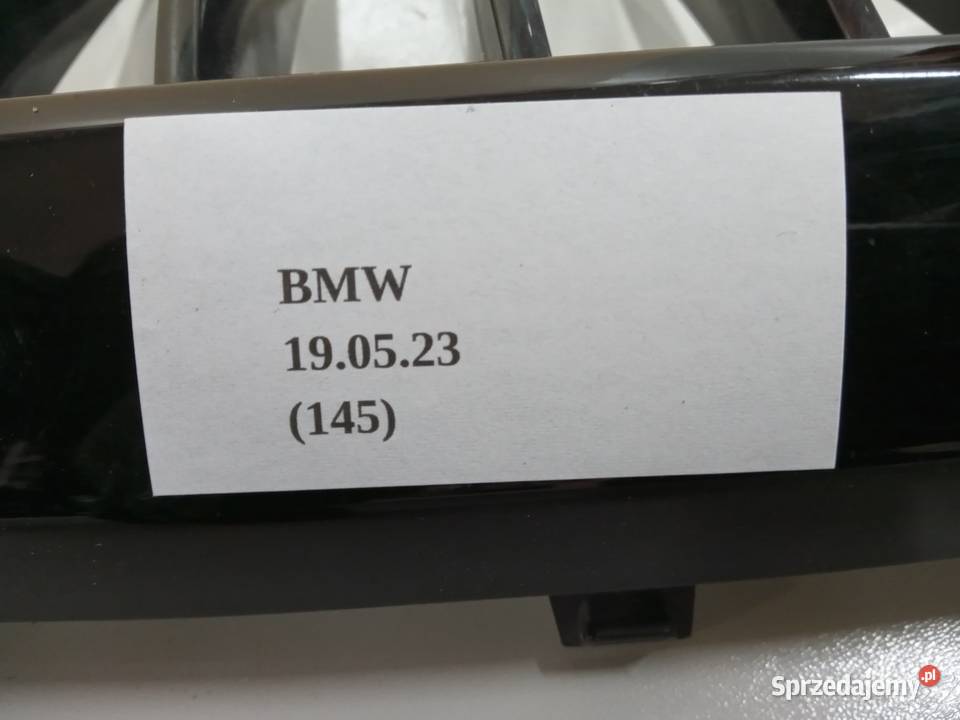 BMW
19.05.23
(145)
Sprzedajemy.pl